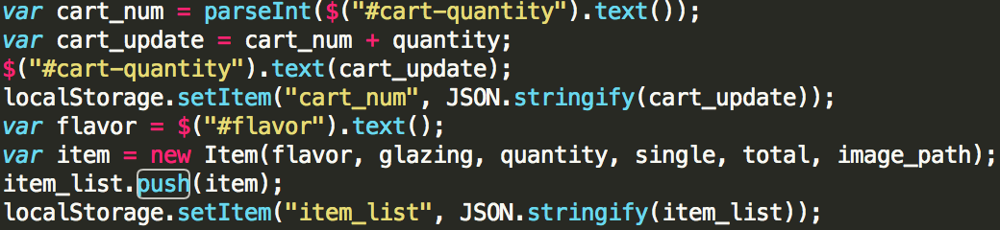 var cart_num = parseInt($("#cart-quantity").text());
var cart_update = cart_num + quantity;
$("#cart-quantity").text(cart_update);
localStorage.setItem("cart_num", JSON.stringify(cart_update));
var flavor = $("#flavor").text();
var item = new Item(flavor, glazing, quantity, single, total, image_path);
item_list.push(item);
localStorage.setItem("item_list", JSON.stringify(item_list));